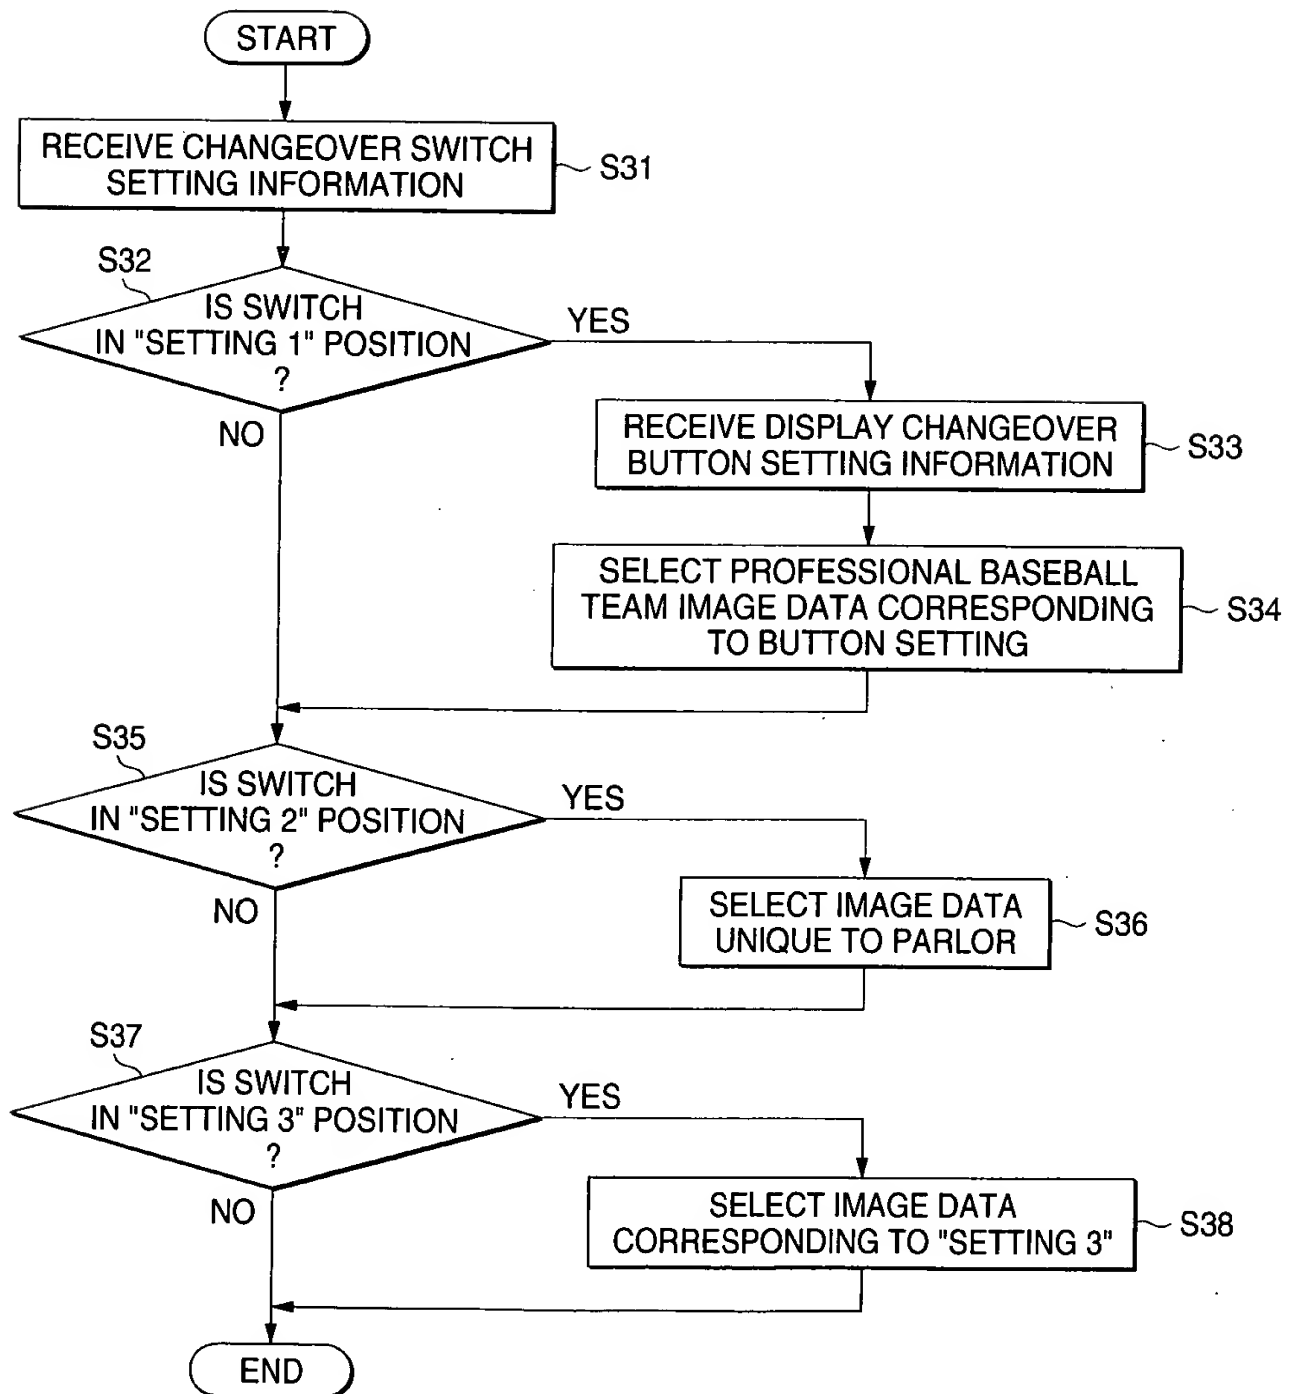 START
RECEIVE CHANGEOVER SWITCH
SETTING INFORMATION
S31
S32
IS SWITCH
IN "SETTING 1" POSITION
?
YES
NO
RECEIVE DISPLAY CHANGEOVER
BUTTON SETTING INFORMATION
S33
SELECT PROFESSIONAL BASEBALL
TEAM IMAGE DATA CORRESPONDING
TO BUTTON SETTING
S34
S35
IS SWITCH
IN "SETTING 2" POSITION
?
YES
NO
SELECT IMAGE DATA
UNIQUE TO PARLOR
S36
S37
IS SWITCH
IN "SETTING 3" POSITION
?
YES
NO
SELECT IMAGE DATA
CORRESPONDING TO "SETTING 3"
S38
END